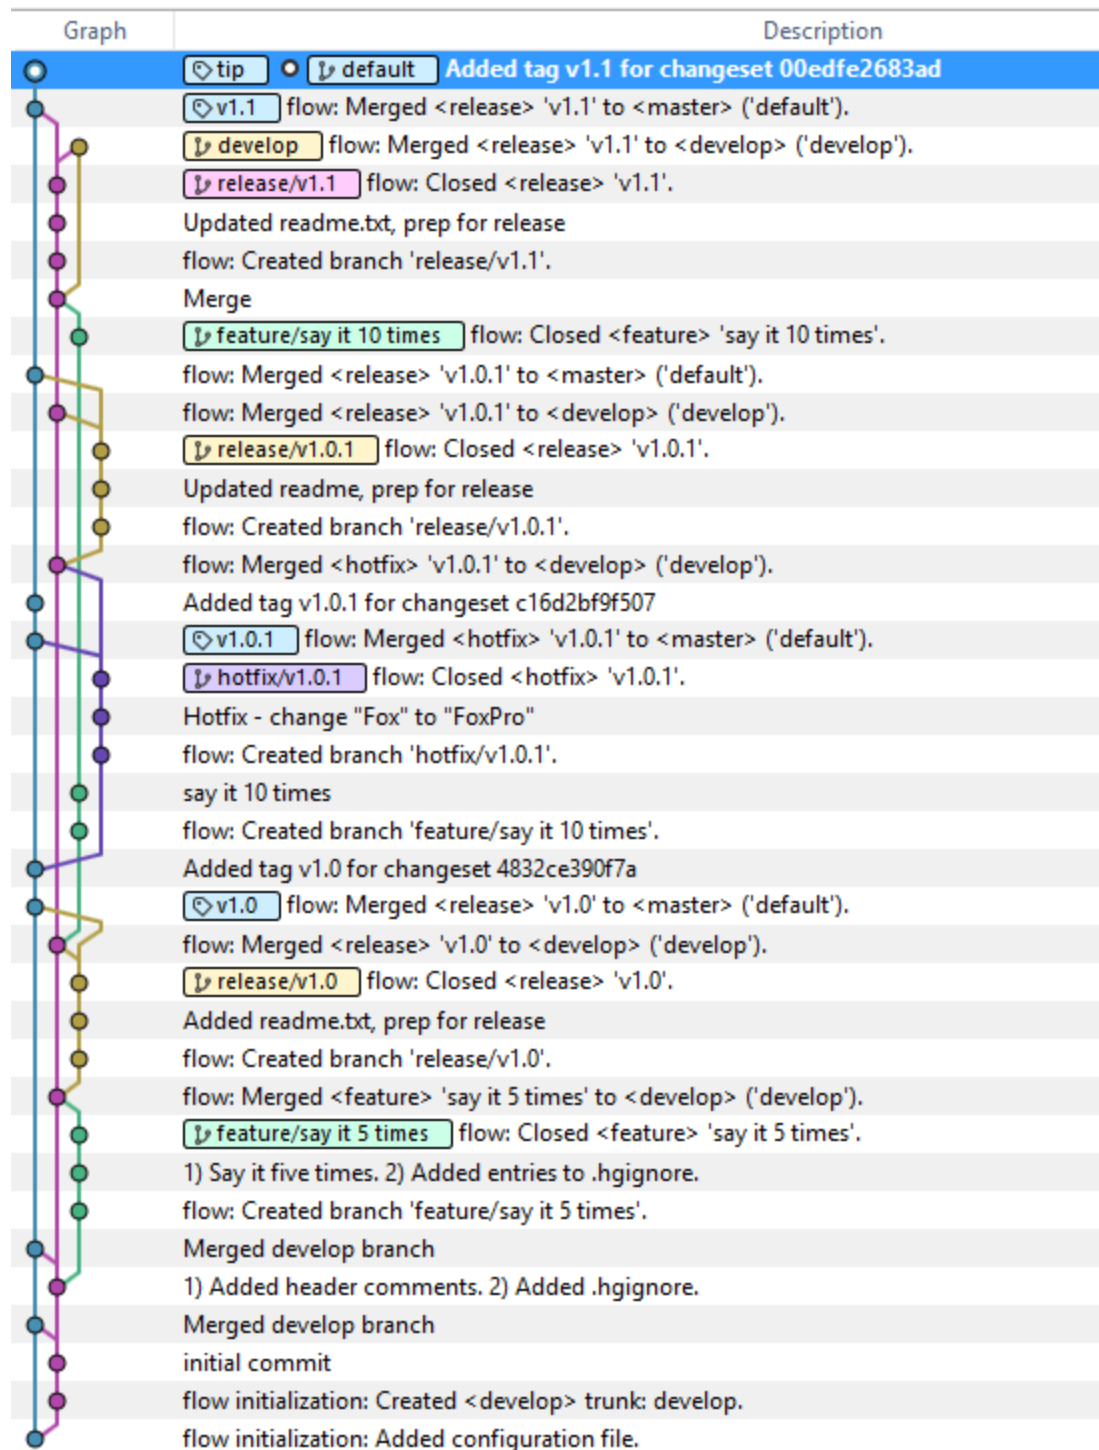 Graph Description
tip default Added tag v1.1 for changeset 00edfe2683ad
v1.1 flow: Merged <release> 'v1.1' to <master> ('default').
develop flow: Merged <release> 'v1.1' to <develop> ('develop').
release/v1.1 flow: Closed <release> 'v1.1'.
Updated readme.txt, prep for release
flow: Created branch 'release/v1.1'.
Merge
feature/say it 10 times flow: Closed <feature> 'say it 10 times'.
flow: Merged <release> 'v1.0.1' to <master> ('default').
flow: Merged <release> 'v1.0.1' to <develop> ('develop').
release/v1.0.1 flow: Closed <release> 'v1.0.1'.
Updated readme, prep for release
flow: Created branch 'release/v1.0.1'.
flow: Merged <hotfix> 'v1.0.1' to <develop> ('develop').
Added tag v1.0.1 for changeset c16d2bf9f507
v1.0.1 flow: Merged <hotfix> 'v1.0.1' to <master> ('default').
hotfix/v1.0.1 flow: Closed <hotfix> 'v1.0.1'.
Hotfix - change "Fox" to "FoxPro"
flow: Created branch 'hotfix/v1.0.1'.
say it 10 times
flow: Created branch 'feature/say it 10 times'.
Added tag v1.0 for changeset 4832ce390f7a
v1.0 flow: Merged <release> 'v1.0' to <master> ('default').
flow: Merged <release> 'v1.0' to <develop> ('develop').
release/v1.0 flow: Closed <release> 'v1.0'.
Added readme.txt, prep for release
flow: Created branch 'release/v1.0'.
flow: Merged <feature> 'say it 5 times' to <develop> ('develop').
feature/say it 5 times flow: Closed <feature> 'say it 5 times'.
1) Say it five times. 2) Added entries to .hgignore.
flow: Created branch 'feature/say it 5 times'.
Merged develop branch
1) Added header comments. 2) Added .hgignore.
Merged develop branch
initial commit
flow initialization: Created <develop> trunk: develop.
flow initialization: Added configuration file.